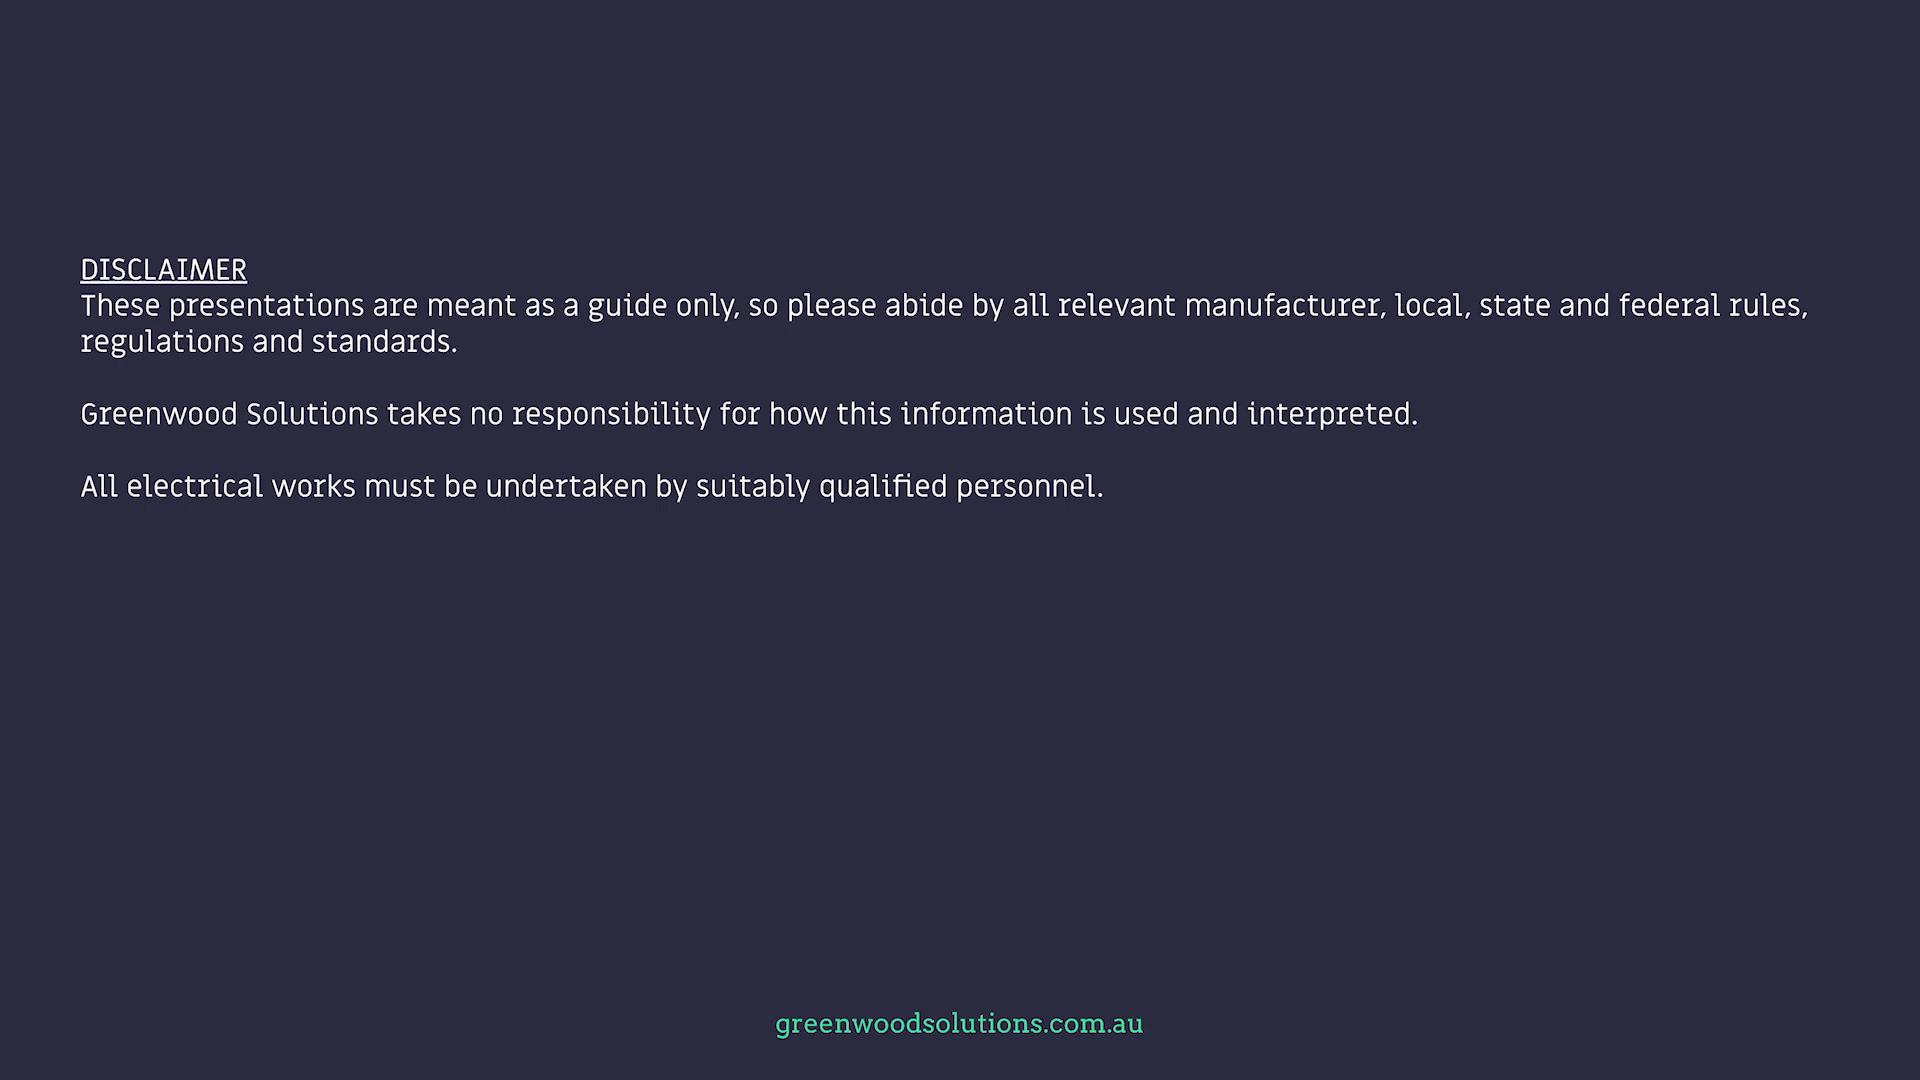 DISCLAIMER
These presentations are meant as a guide only, so please abide by all relevant manufacturer, local, state and federal rules,
regulations and standards.
Greenwood Solutions takes no responsibility for how this information is used and interpreted.
All electrical works must be undertaken by suitably qualified personnel.
greenwoodsolutions.com.au